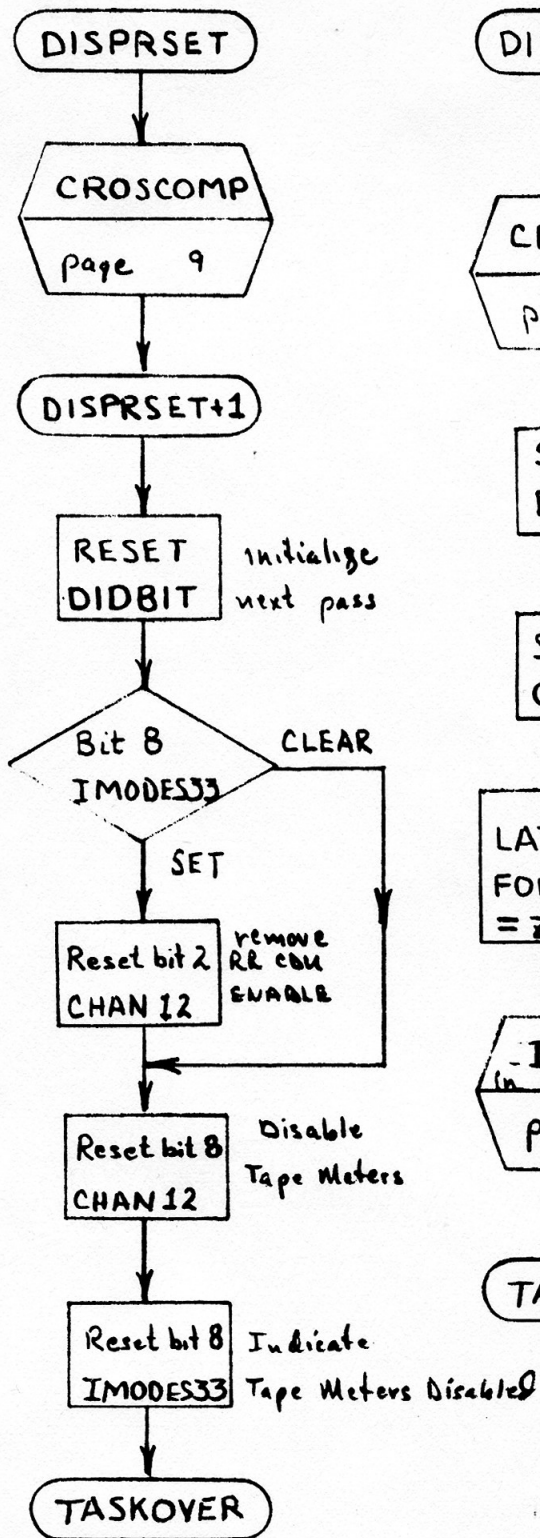 DISPRSET
CROSCOMP
page 9
DISPRSET+1
RESET
DIDBIT
initialize
next pass
Bit 8
IMODES33
CLEAR
SET
Reset bit 2
CHAN 12
remove
RR CDU
ENABLE
Reset bit 8
CHAN 12
Disable
Tape Meters
Reset bit 8
IMODES33
Indicate
Tape Meters Disabled
TASKOVER
DI
P
LAT
FO
=
in
P
TA